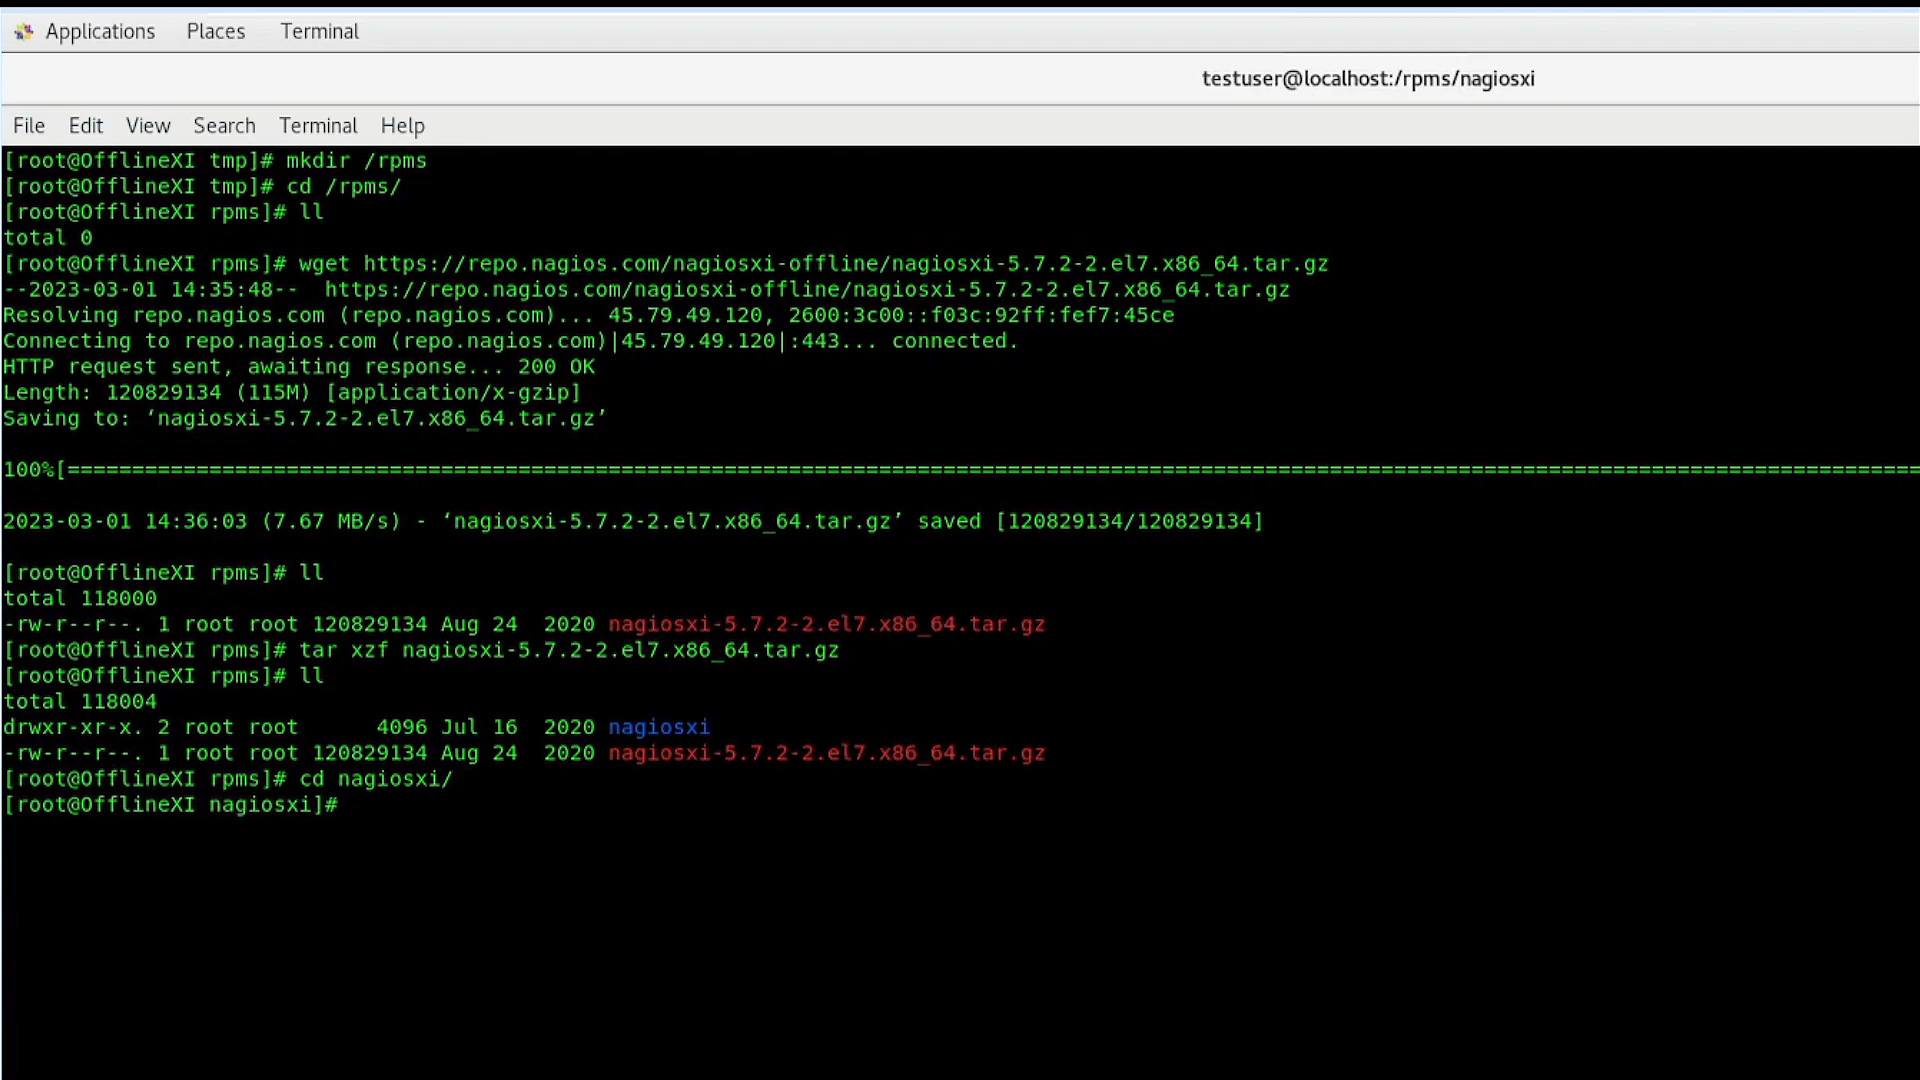 Applications Places Terminal
testuser@localhost:/rpms/nagiosxi
File Edit View Search Terminal Help
[root@OfflineXI tmp]# mkdir /rpms
[root@OfflineXI tmp]# cd /rpms/
[root@OfflineXI rpms]# ll
total 0
[root@OfflineXI rpms]# wget https://repo.nagios.com/nagiosxi-offline/nagiosxi-5.7.2-2.el7.x86_64.tar.gz
--2023-03-01 14:35:48--  https://repo.nagios.com/nagiosxi-offline/nagiosxi-5.7.2-2.el7.x86_64.tar.gz
Resolving repo.nagios.com (repo.nagios.com)... 45.79.49.120, 2600:3c00::f03c:92ff:fef7:45ce
Connecting to repo.nagios.com (repo.nagios.com)|45.79.49.120|:443... connected.
HTTP request sent, awaiting response... 200 OK
Length: 120829134 (115M) [application/x-gzip]
Saving to: ‘nagiosxi-5.7.2-2.el7.x86_64.tar.gz’
100%[================================================================================================================================================
2023-03-01 14:36:03 (7.67 MB/s) - ‘nagiosxi-5.7.2-2.el7.x86_64.tar.gz’ saved [120829134/120829134]
[root@OfflineXI rpms]# ll
total 118000
-rw-r--r--. 1 root root 120829134 Aug 24  2020 nagiosxi-5.7.2-2.el7.x86_64.tar.gz
[root@OfflineXI rpms]# tar xzf nagiosxi-5.7.2-2.el7.x86_64.tar.gz
[root@OfflineXI rpms]# ll
total 118004
drwxr-xr-x. 2 root root      4096 Jul 16  2020 nagiosxi
-rw-r--r--. 1 root root 120829134 Aug 24  2020 nagiosxi-5.7.2-2.el7.x86_64.tar.gz
[root@OfflineXI rpms]# cd nagiosxi/
[root@OfflineXI nagiosxi]#